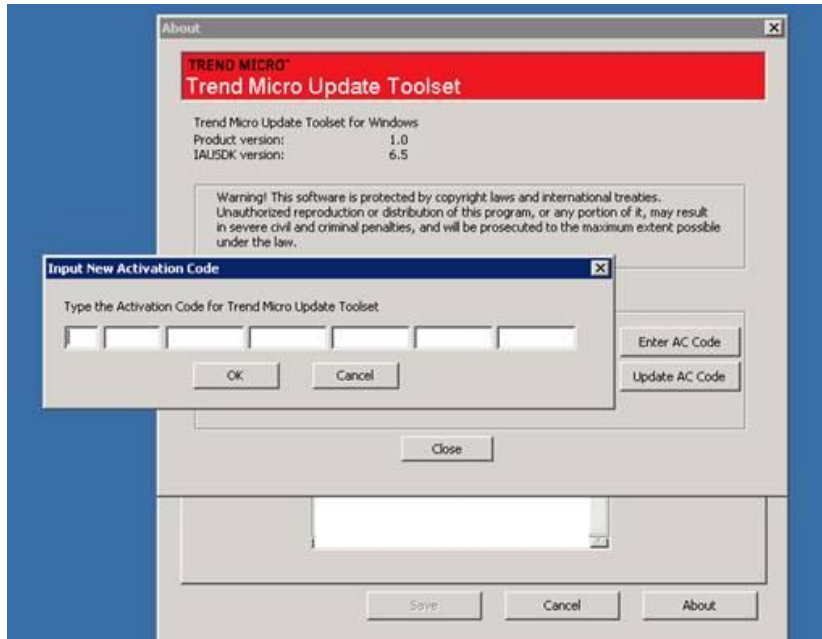 About
TREND MICRO™
Trend Micro Update Toolset
Trend Micro Update Toolset for Windows
Product version: 1.0
IAUSDK version: 6.5
Warning! This software is protected by copyright laws and international treaties.
Unauthorized reproduction or distribution of this program, or any portion of it, may result
in severe civil and criminal penalties, and will be prosecuted to the maximum extent possible
under the law.
Input New Activation Code
Type the Activation Code for Trend Micro Update Toolset
OK Cancel
Enter AC Code
Update AC Code
Close
Save Cancel About